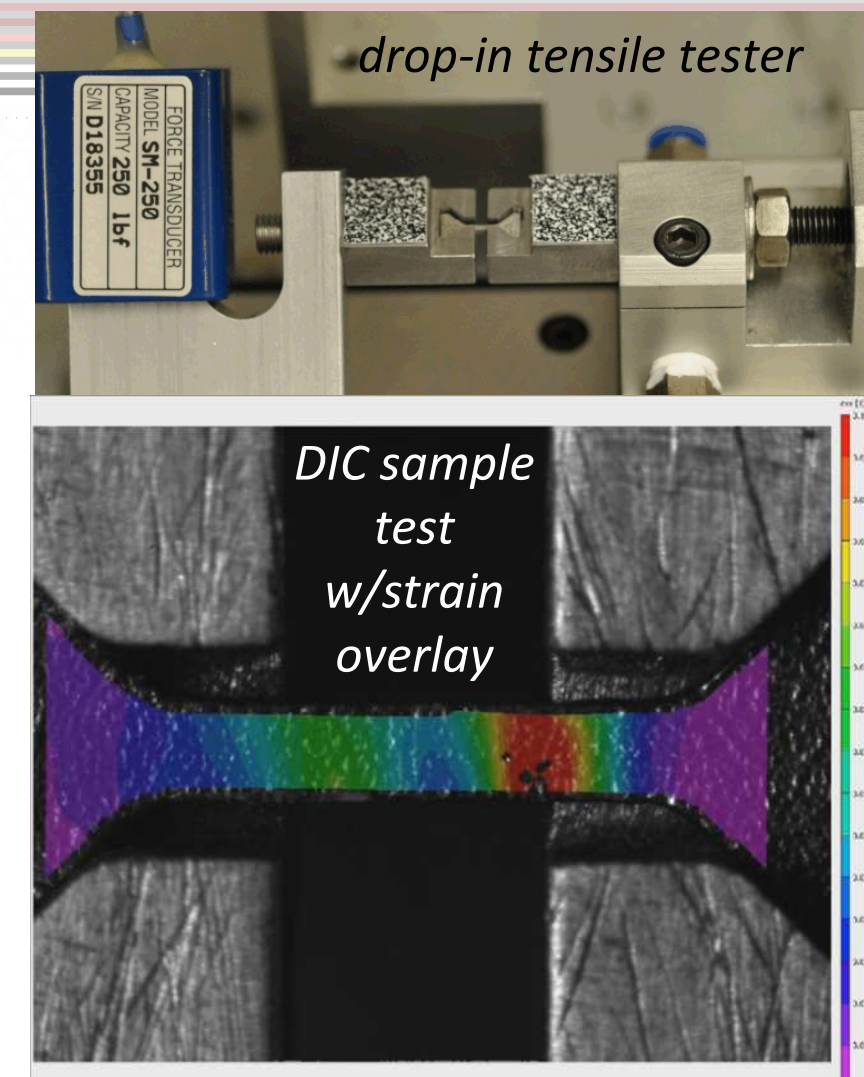 drop-in tensile tester
FORCE TRANSDUCER
MODEL SM-250
CAPACITY 250 lbf
S/N D18355
DIC sample
test
w/strain
overlay